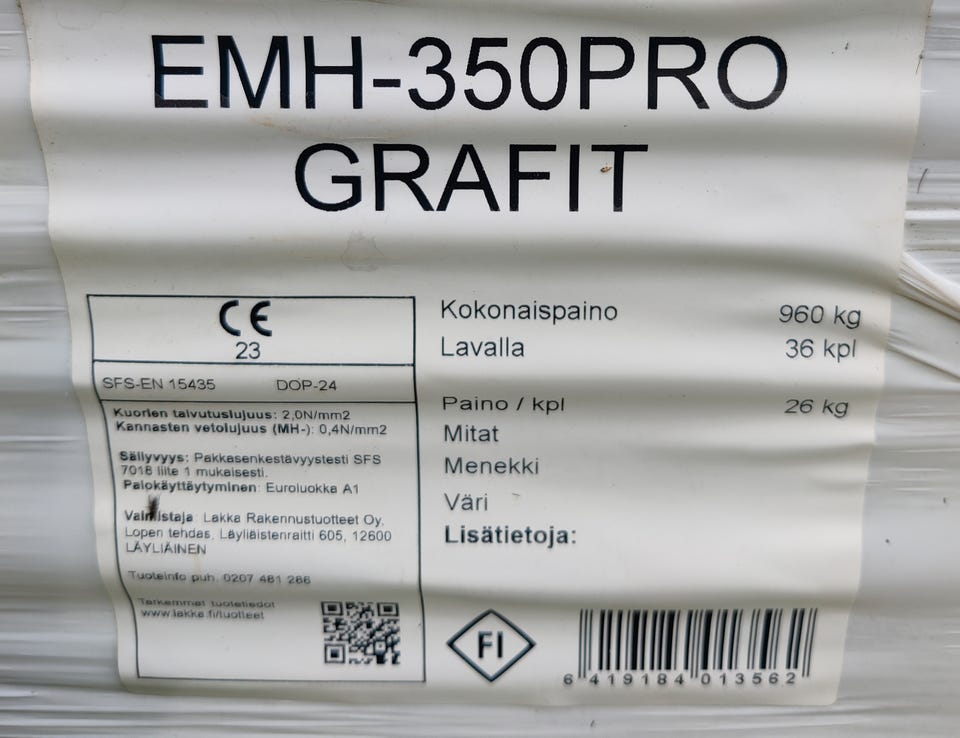 EMH-350PRO
GRAFIT
CE
23
SFS-EN 15435 DOP-24
Kuorien taivutuslujuus: 2,0N/mm2
Kannasten vetolujuus (MH-): 0,4N/mm2
Säilyvyys: Pakkasenkestävyystesti SFS
7018 liite 1 mukaisesti.
Palokäyttäytyminen: Euroluokka A1
Valmistaja: Lakka Rakennustuotteet Oy,
Lopen tehdas, Läyliäistenraitti 605, 12600
LÄYLIÄINEN
Tuoteinfo puh. 0207 481 286
Tarkemmat tuotetiedot
www.lakka.fi/tuotteet
Kokonaispaino 960 kg
Lavalla 36 kpl
Paino / kpl 26 kg
Mitat
Menekki
Väri
Lisätietoja:
FI
6 419184 013562